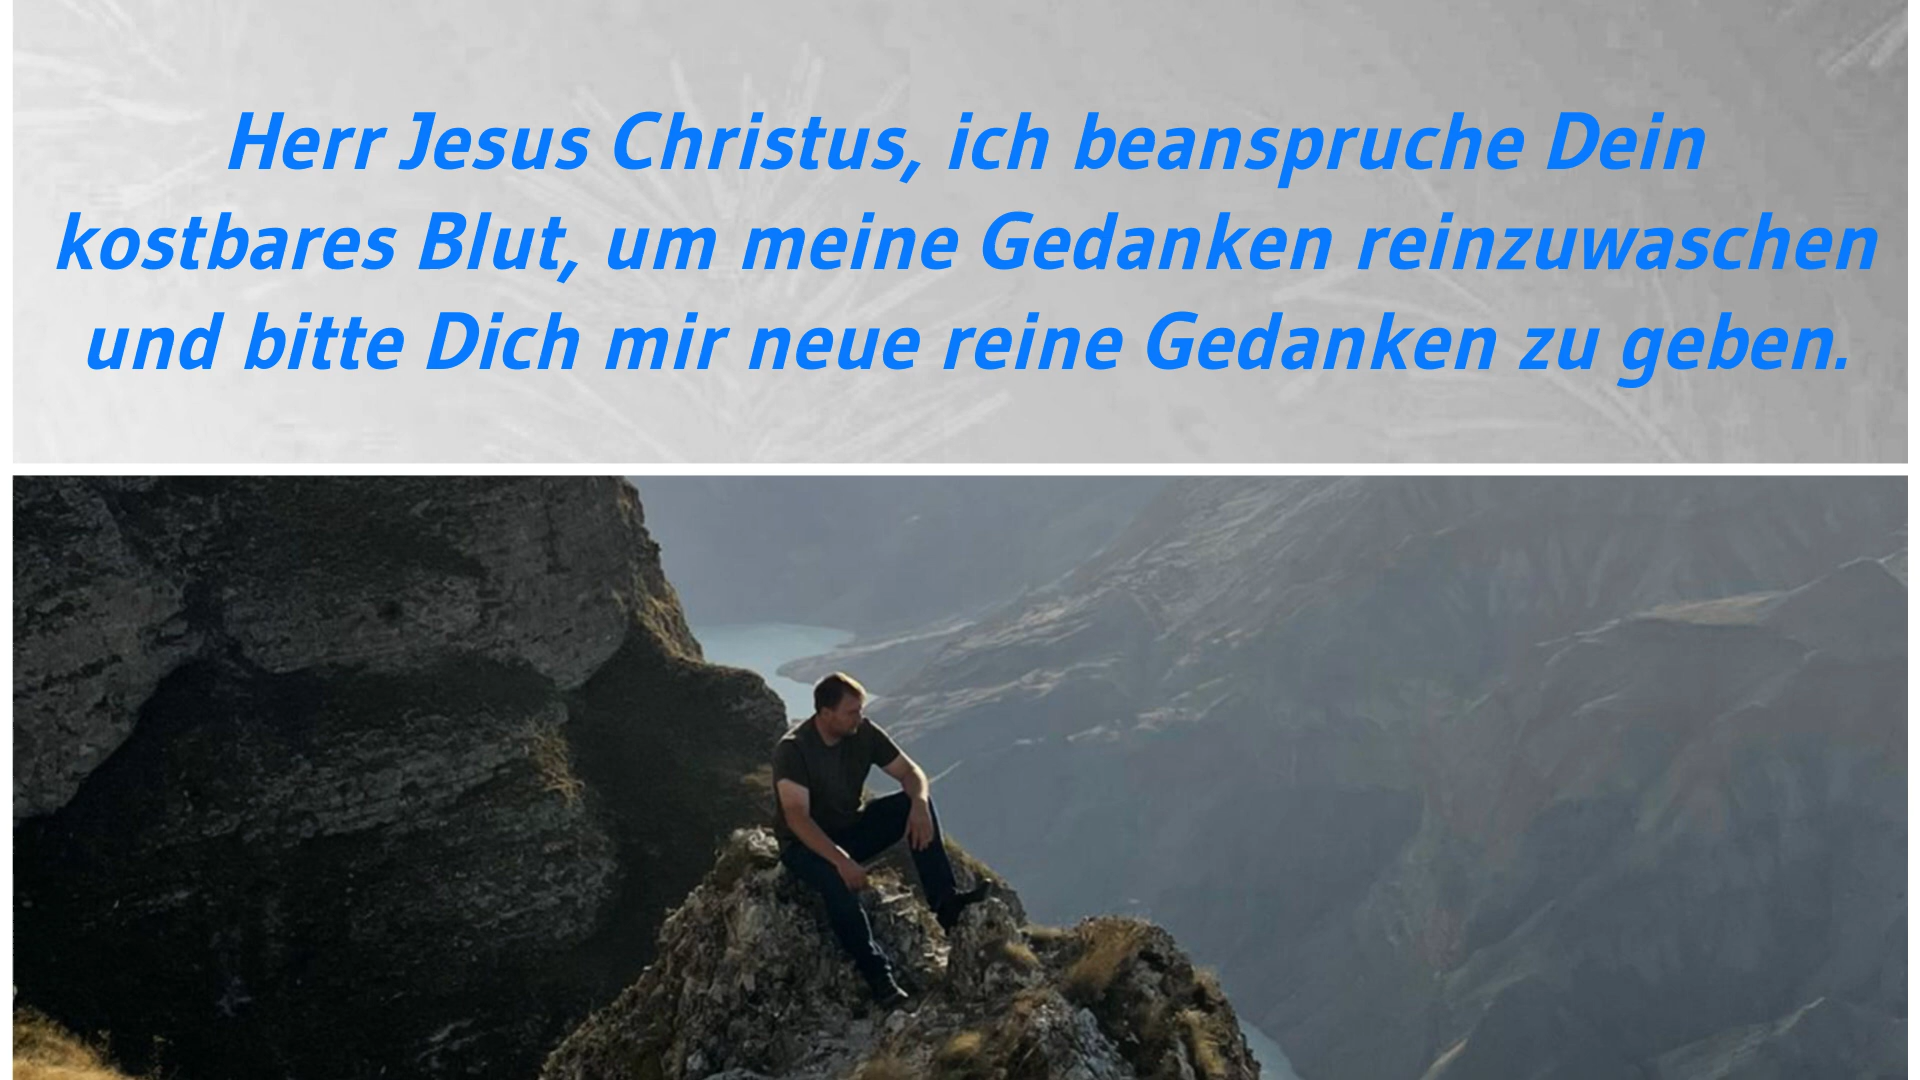 Herr Jesus Christus, ich beanspruche Dein
kostbares Blut, um meine Gedanken reinzuwaschen
und bitte Dich mir neue reine Gedanken zu geben.